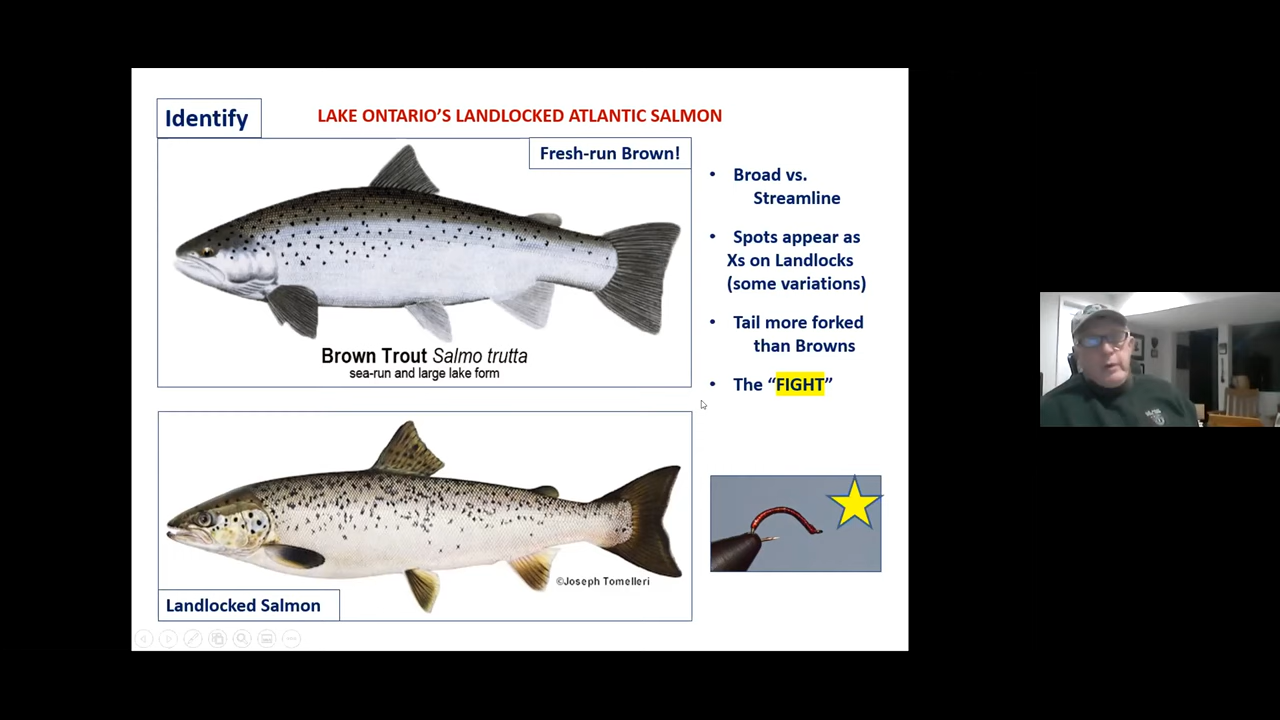 Identify
LAKE ONTARIO'S LANDLOCKED ATLANTIC SALMON
Fresh-run Brown!
Brown Trout Salmo trutta
sea-run and large lake form
• Broad vs.
Streamline
• Spots appear as
Xs on Landlocks
(some variations)
• Tail more forked
than Browns
• The “FIGHT”
©Joseph Tomelleri
Landlocked Salmon